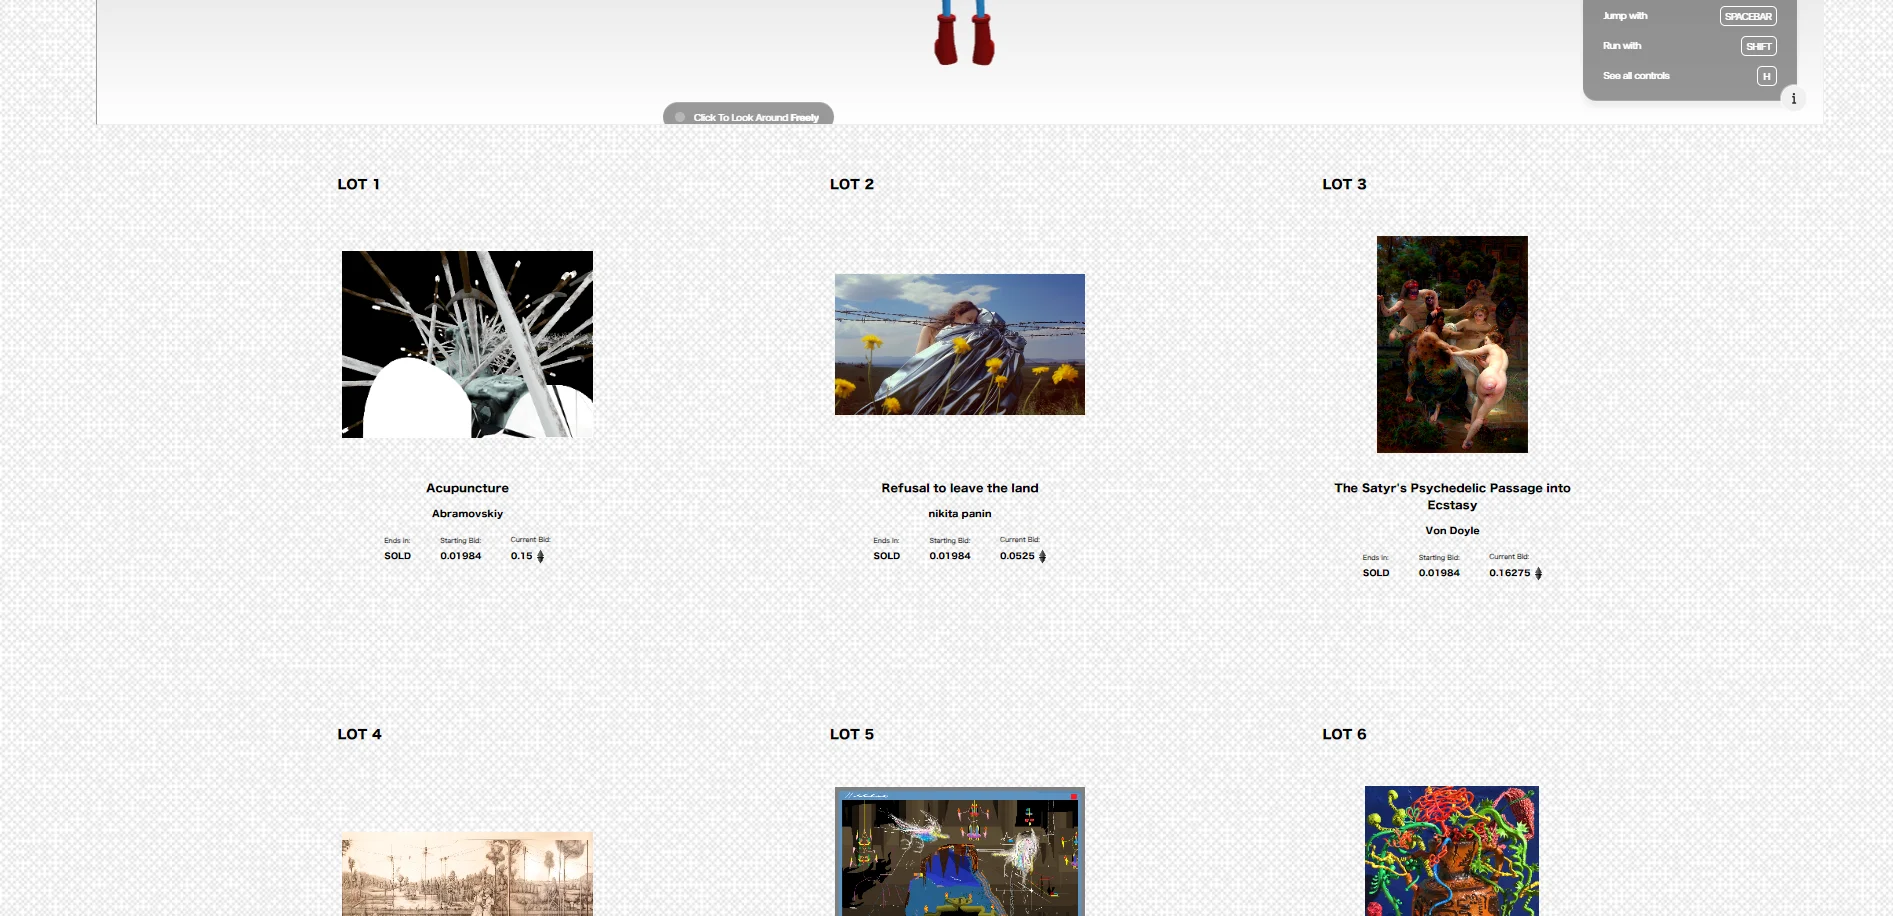 Jump with SPACEBAR
Run with SHIFT
See all controls H
i
Click To Look Around Freely
LOT 1
LOT 2
LOT 3
Acupuncture
Abramovskiy
Ends in: Starting Bid: Current Bid:
SOLD 0.01984 0.15
Refusal to leave the land
nikita panin
Ends in: Starting Bid: Current Bid:
SOLD 0.01984 0.0525
The Satyr's Psychedelic Passage into
Ecstasy
Von Doyle
Ends in: Starting Bid: Current Bid:
SOLD 0.01984 0.16275
LOT 4
LOT 5
LOT 6